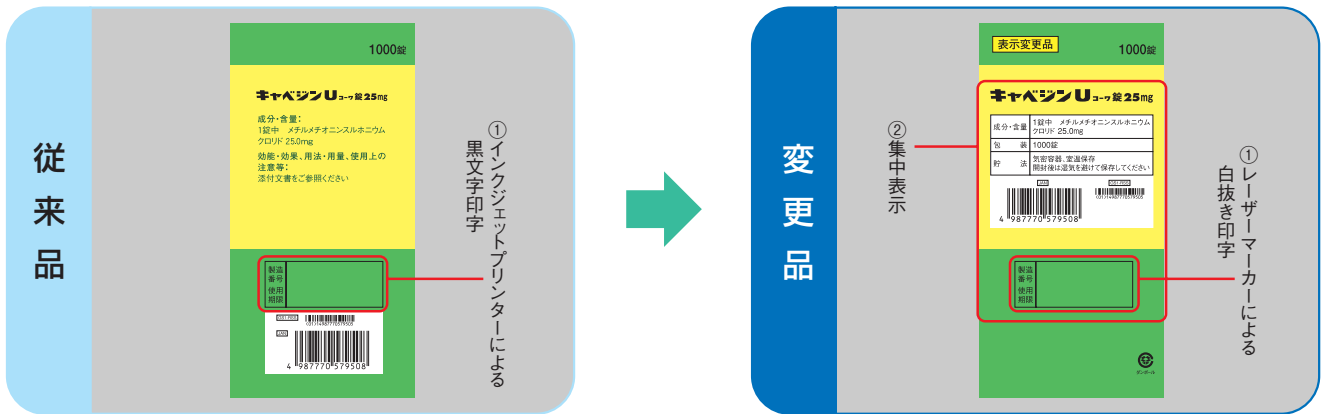 従来品
1000錠
キャベジンUコーワ錠25mg
成分・含量:
1錠中 メチルメチオニンスルホニウム
クロリド 25.0mg
効能・効果、用法・用量、使用上の
注意等:
添付文書をご参照ください
製造
番号
使用
期限
(01)14987770579505
JAN
4 987770 579508
①インクジェットプリンターによる
黒文字印字
変更品
表示変更品
1000錠
キャベジンUコーワ錠25mg
成分・含量 1錠中 メチルメチオニンスルホニウム
クロリド 25.0mg
包装 1000錠
貯法 気密容器、室温保存
開封後は湿気を避けて保存してください
JAN
(01)14987770579505
4 987770 579508
製造
番号
使用
期限
ダンボール
②集中表示
①レーザーマーカーによる
白抜き印字